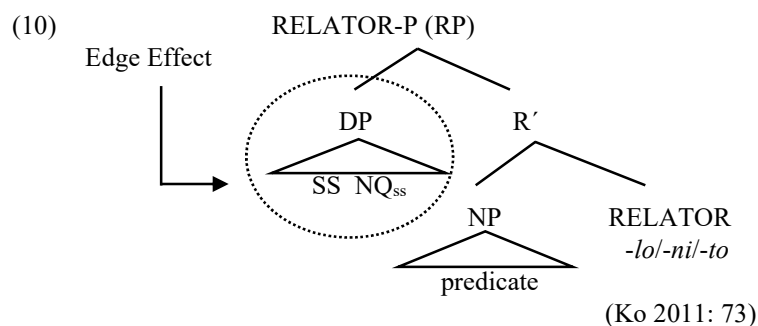 (10) RELATOR-P (RP)
Edge Effect
DP R´
SS NQss
NP RELATOR
-lo/-ni/-to
predicate
(Ko 2011: 73)